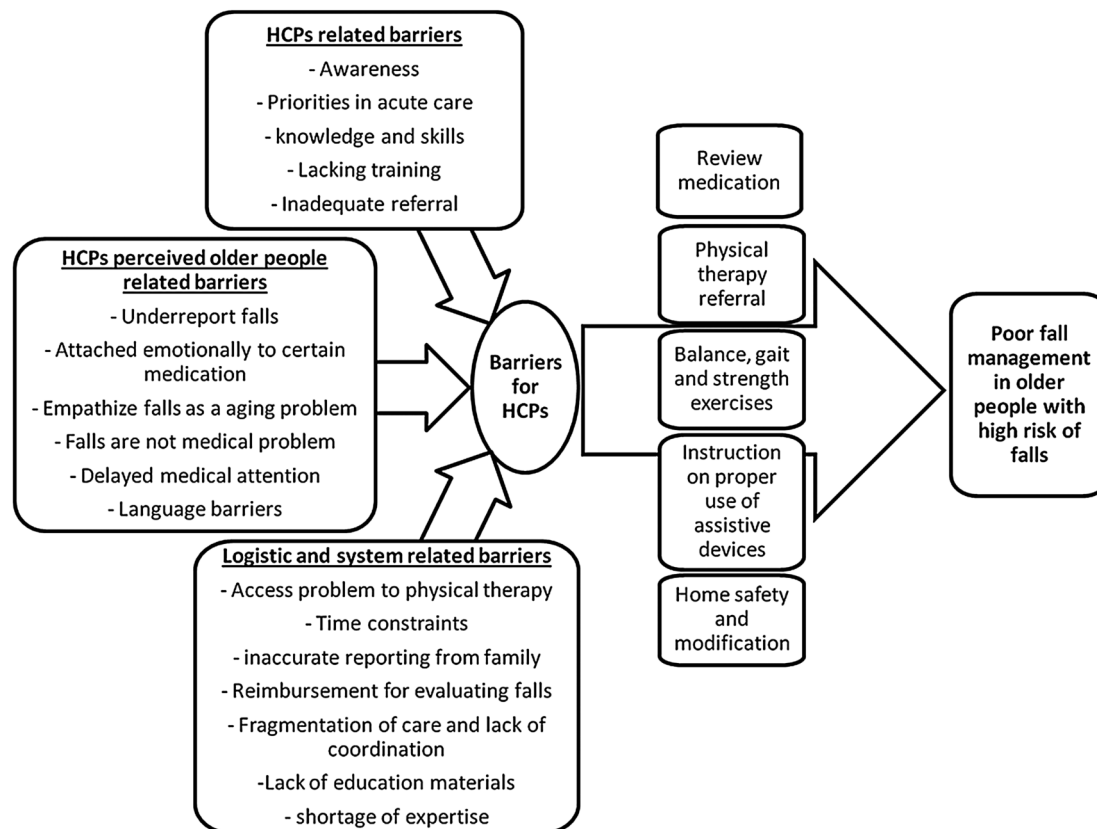 HCPs related barriers
- Awareness
- Priorities in acute care
- knowledge and skills
- Lacking training
- Inadequate referral
HCPs perceived older people
related barriers
- Underreport falls
- Attached emotionally to certain
medication
- Empathize falls as a aging problem
- Falls are not medical problem
- Delayed medical attention
- Language barriers
Logistic and system related barriers
- Access problem to physical therapy
- Time constraints
- inaccurate reporting from family
- Reimbursement for evaluating falls
- Fragmentation of care and lack of
coordination
-Lack of education materials
- shortage of expertise
Barriers
for
HCPs
Review
medication
Physical
therapy
referral
Balance, gait
and strength
exercises
Instruction
on proper
use of
assistive
devices
Home safety
and
modification
Poor fall
management
in older
people with
high risk of
falls